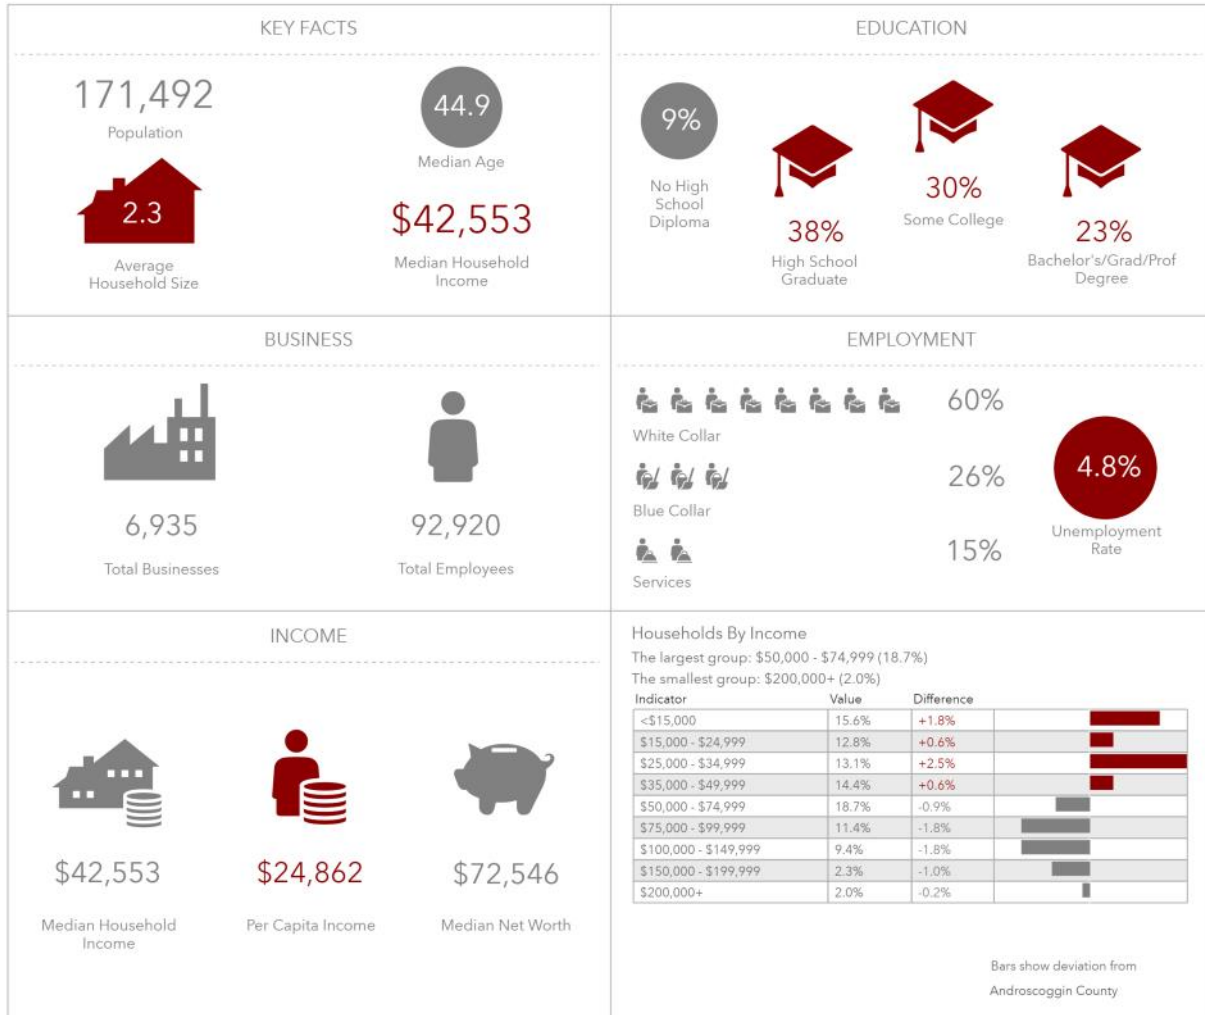 KEY FACTS
171,492
Population
44.9
Median Age
2.3
Average
Household Size
$42,553
Median Household
Income
EDUCATION
9%
No High
School
Diploma
38%
High School
Graduate
30%
Some College
23%
Bachelor's/Grad/Prof
Degree
BUSINESS
6,935
Total Businesses
92,920
Total Employees
EMPLOYMENT
60%
White Collar
26%
Blue Collar
15%
Services
4.8%
Unemployment
Rate
INCOME
$42,553
Median Household
Income
$24,862
Per Capita Income
$72,546
Median Net Worth
Households By Income
The largest group: $50,000 - $74,999 (18.7%)
The smallest group: $200,000+ (2.0%)
Indicator Value Difference
<$15,000 15.6% +1.8%
$15,000 - $24,999 12.8% +0.6%
$25,000 - $34,999 13.1% +2.5%
$35,000 - $49,999 14.4% +0.6%
$50,000 - $74,999 18.7% -0.9%
$75,000 - $99,999 11.4% -1.8%
$100,000 - $149,999 9.4% -1.8%
$150,000 - $199,999 2.3% -1.0%
$200,000+ 2.0% -0.2%
Bars show deviation from
Androscoggin County